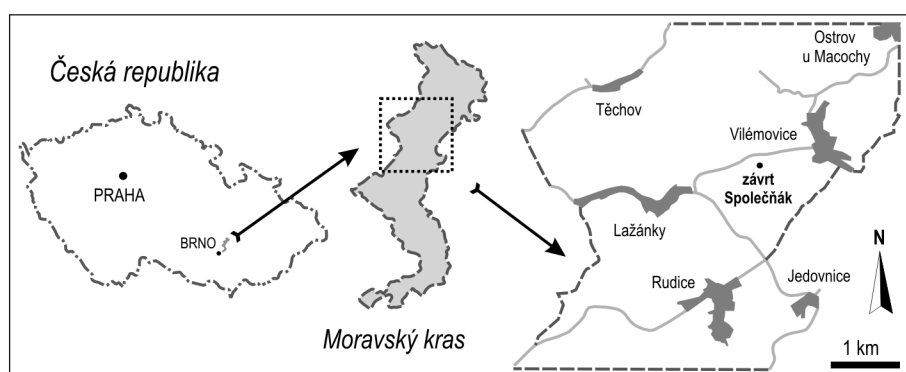 Česká republika
PRAHA
BRNO
Moravský kras
Ostrov
u Macochy
Těchov
Vilémovice
závrt
Společňák
Lažánky
Rudice
Jedovnice
N
1 km